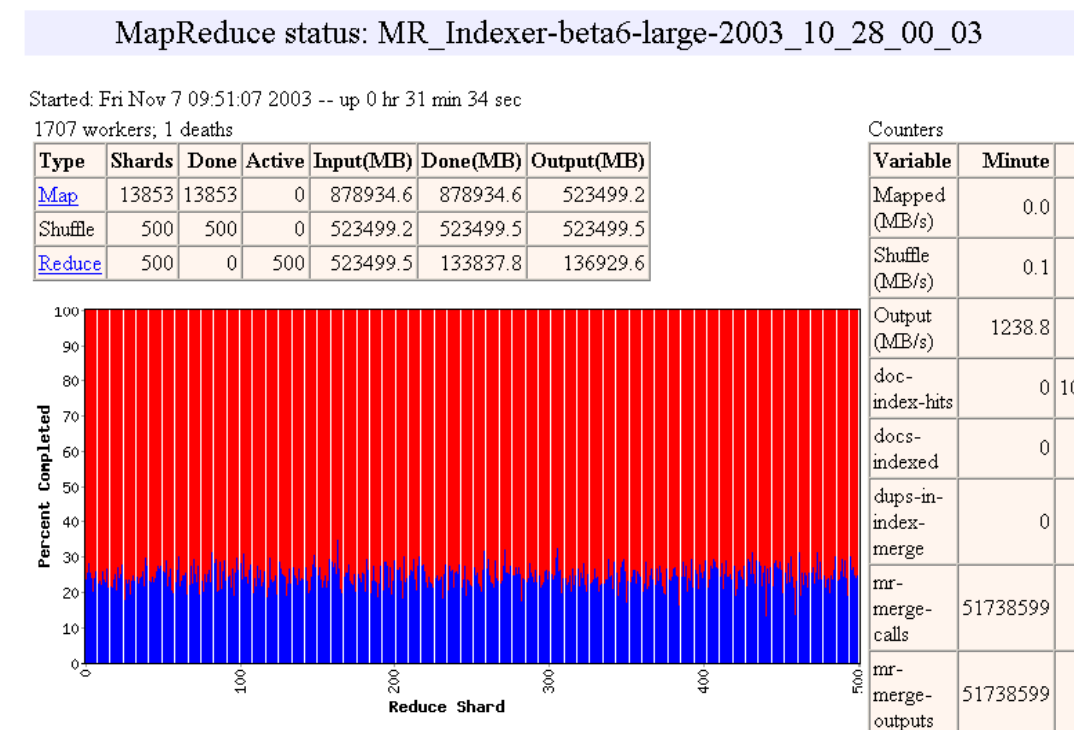 MapReduce status: MR_Indexer-beta6-large-2003_10_28_00_03
Started: Fri Nov 7 09:51:07 2003 -- up 0 hr 31 min 34 sec
1707 workers; 1 deaths
Type Shards Done Active Input(MB) Done(MB) Output(MB)
Map 13853 13853 0 878934.6 878934.6 523499.2
Shuffle 500 500 0 523499.2 523499.5 523499.5
Reduce 500 0 500 523499.5 133837.8 136929.6
Percent Completed
100
90
80
70
60
50
40
30
20
10
0
0 100 200 300 400 500
Reduce Shard
Counters
Variable Minute
Mapped
(MB/s) 0.0
Shuffle
(MB/s) 0.1
Output
(MB/s) 1238.8
doc-
index-hits 0 10
docs-
indexed 0
dups-in-
index-
merge 0
mr-
merge-
calls 51738599
mr-
merge-
outputs 51738599